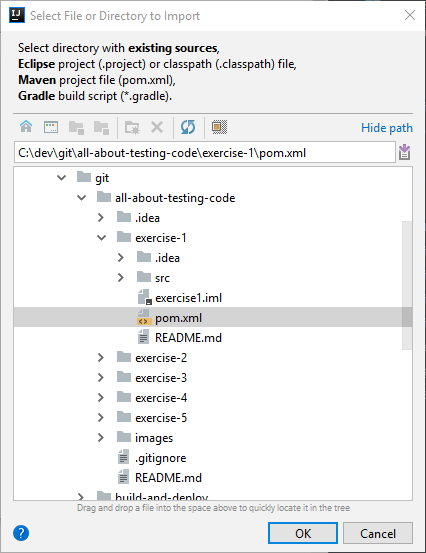 IJ Select File or Directory to Import
Select directory with existing sources,
Eclipse project (.project) or classpath (.classpath) file,
Maven project file (pom.xml),
Gradle build script (*.gradle).
Hide path
C:\dev\git\all-about-testing-code\exercise-1\pom.xml
git
all-about-testing-code
.idea
exercise-1
.idea
src
exercise1.iml
pom.xml
README.md
exercise-2
exercise-3
exercise-4
exercise-5
images
.gitignore
README.md
build-and-deploy
Drag and drop a file into the space above to quickly locate it in the tree
? OK Cancel